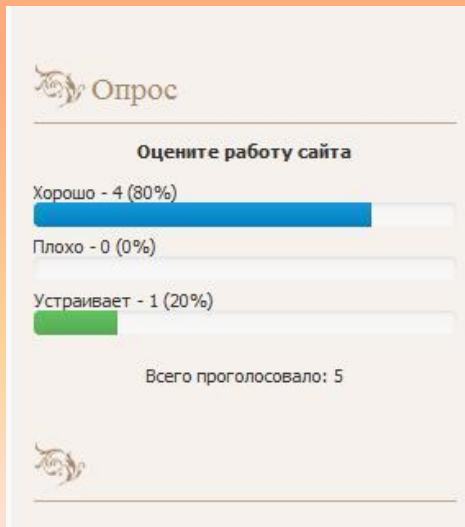 Опрос
Оцените работу сайта
Хорошо - 4 (80%)
Плохо - 0 (0%)
Устраивает - 1 (20%)
Всего проголосовало: 5